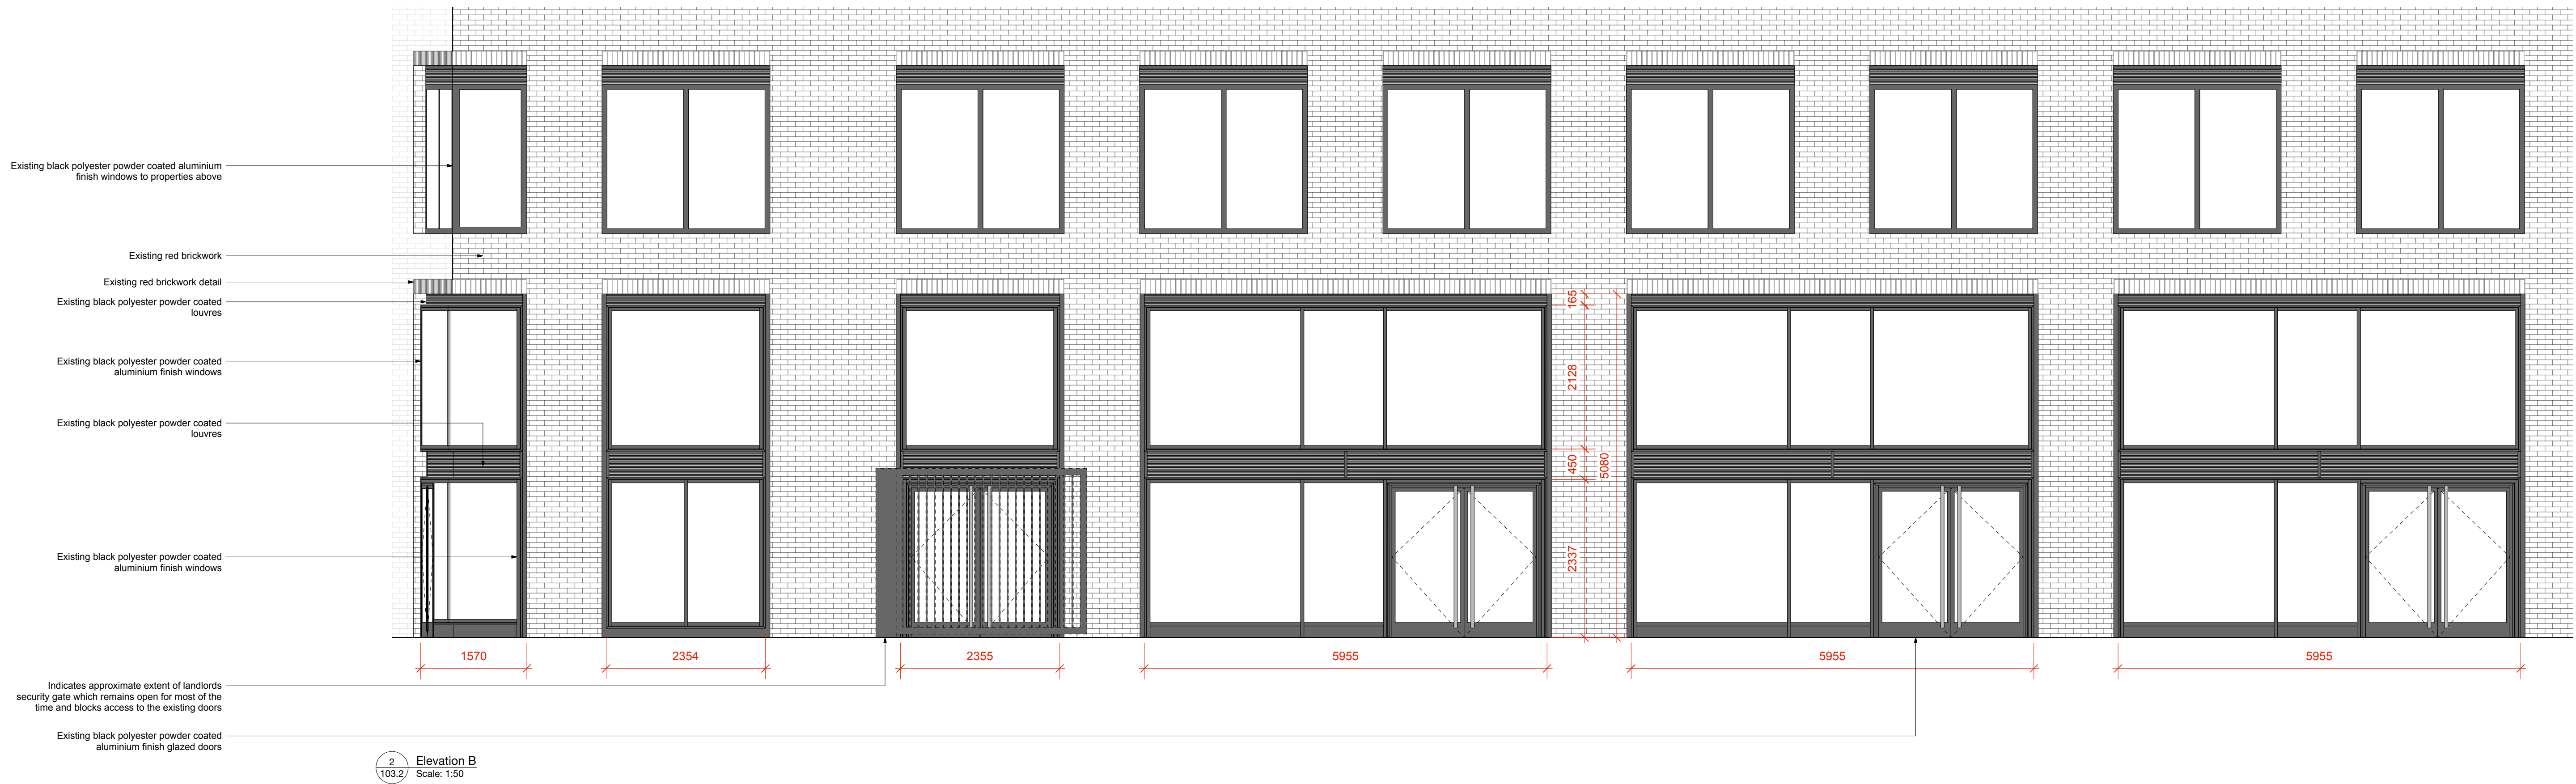 Existing black polyester powder coated aluminium
finish windows to properties above
Existing red brickwork
Existing red brickwork detail
Existing black polyester powder coated
louvres
Existing black polyester powder coated
aluminium finish windows
Existing black polyester powder coated
louvres
Existing black polyester powder coated
aluminium finish windows
165
2128
450
5080
2337
1570
2354
2355
5955
5955
5955
Indicates approximate extent of landlords
security gate which remains open for most of the
time and blocks access to the existing doors
Existing black polyester powder coated
aluminium finish glazed doors
2
103.2
Elevation B
Scale: 1:50